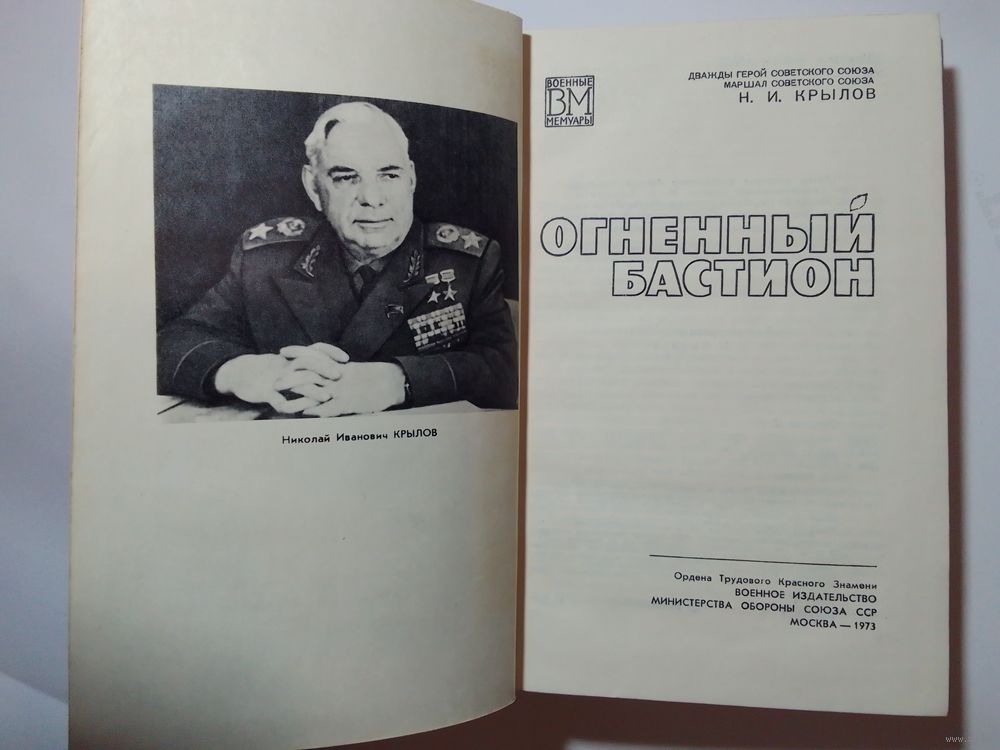 Николай Иванович КРЫЛОВ
ВОЕННЫЕ
ВМ
МЕМУАРЫ
ДВАЖДЫ ГЕРОЙ СОВЕТСКОГО СОЮЗА
МАРШАЛ СОВЕТСКОГО СОЮЗА
Н. И. КРЫЛОВ
ОГНЕННЫЙ
БАСТИОН
Ордена Трудового Красного Знамени
ВОЕННОЕ ИЗДАТЕЛЬСТВО
МИНИСТЕРСТВА ОБОРОНЫ СОЮЗА ССР
МОСКВА — 1973